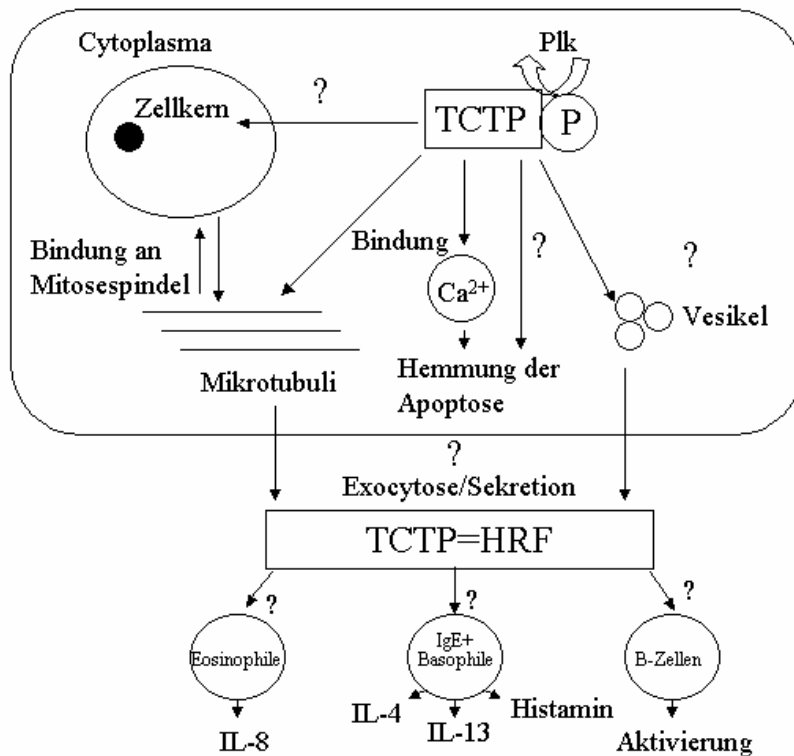 Cytoplasma
Plk
?
Zellkern
TCTP
P
Bindung
?
?
Bindung an
Mitosespindel
Ca²⁺
Vesikel
Mikrotubuli
Hemmung der
Apoptose
?
Exocytose/Sekretion
TCTP=HRF
?
?
?
Eosinophile
IgE+
Basophile
B-Zellen
IL-4
Histamin
IL-8
IL-13
Aktivierung